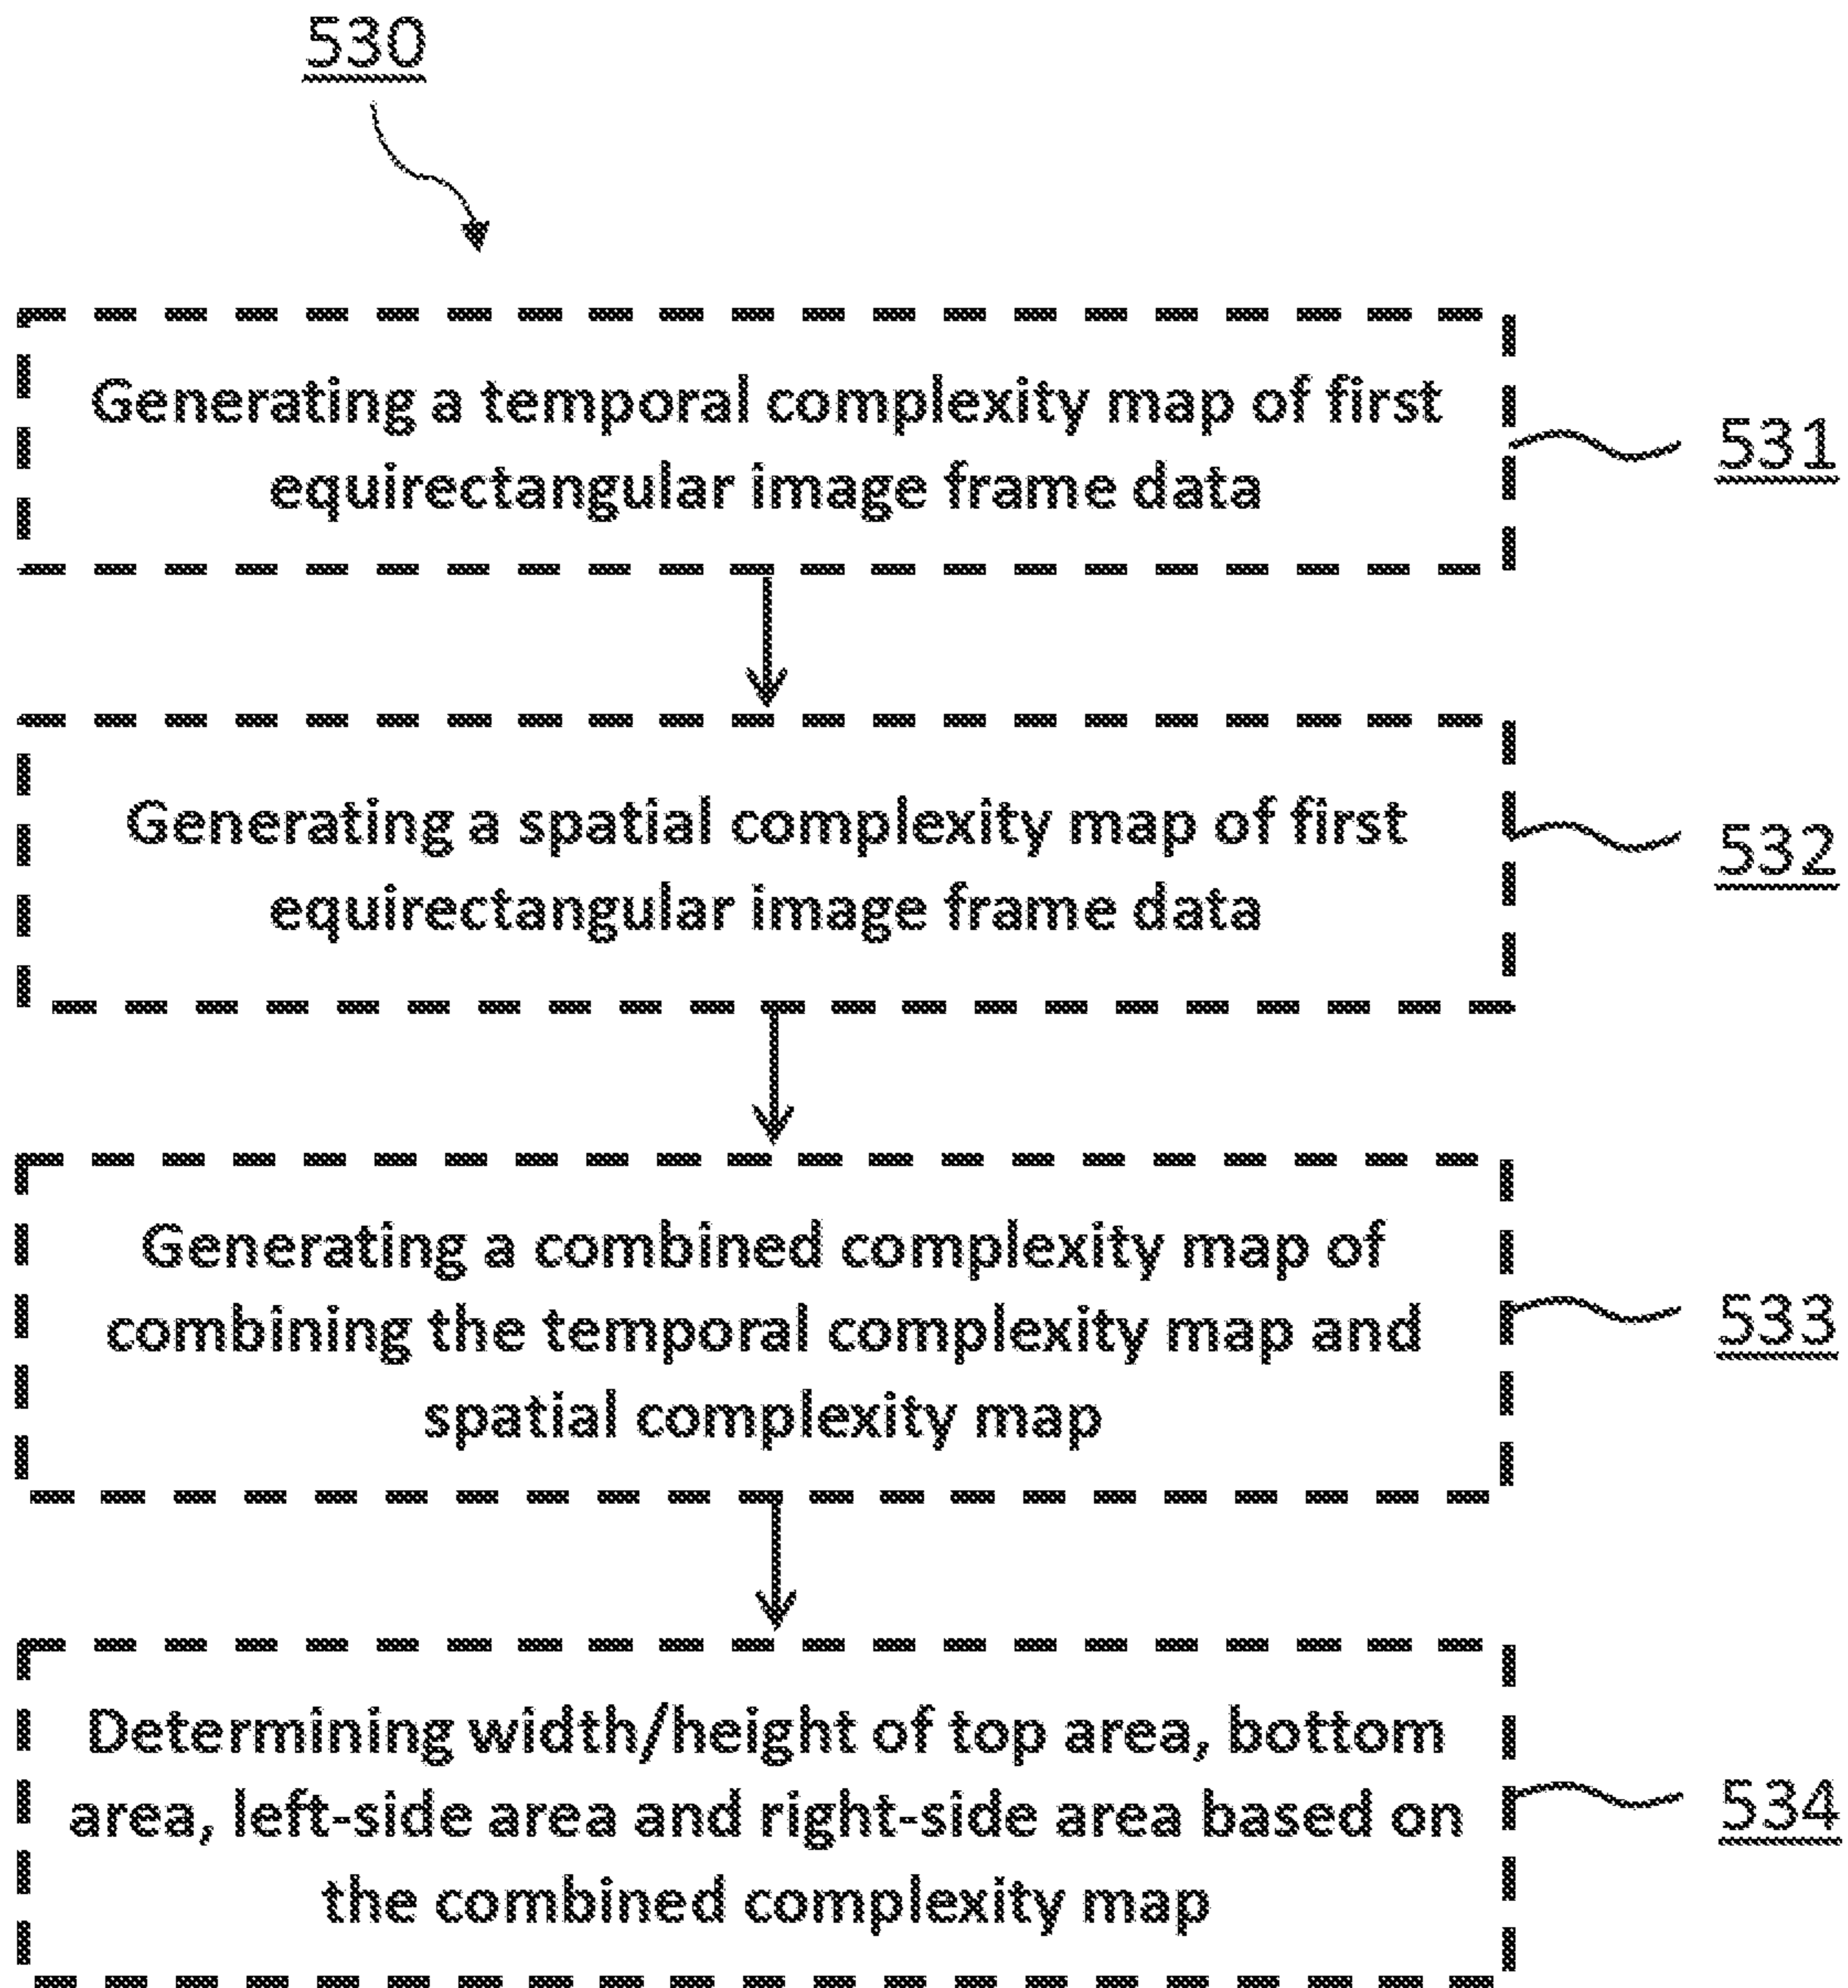 530
Generating a temporal complexity map of first
equirectangular image frame data
531
Generating a spatial complexity map of first
equirectangular image frame data
532
Generating a combined complexity map of
combining the temporal complexity map and
spatial complexity map
533
Determining width/height of top area, bottom
area, left-side area and right-side area based on
the combined complexity map
534